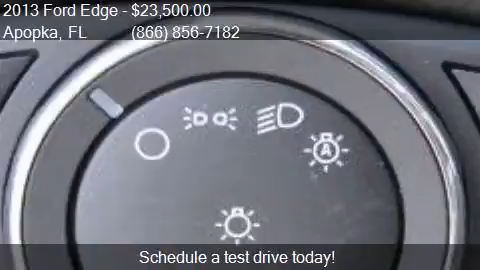 2013 Ford Edge - $23,500.00
Apopka, FL (866) 856-7182
A
Schedule a test drive today!